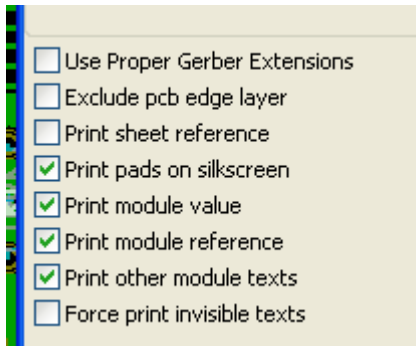 Use Proper Gerber Extensions
Exclude pcb edge layer
Print sheet reference
Print pads on silkscreen
Print module value
Print module reference
Print other module texts
Force print invisible texts